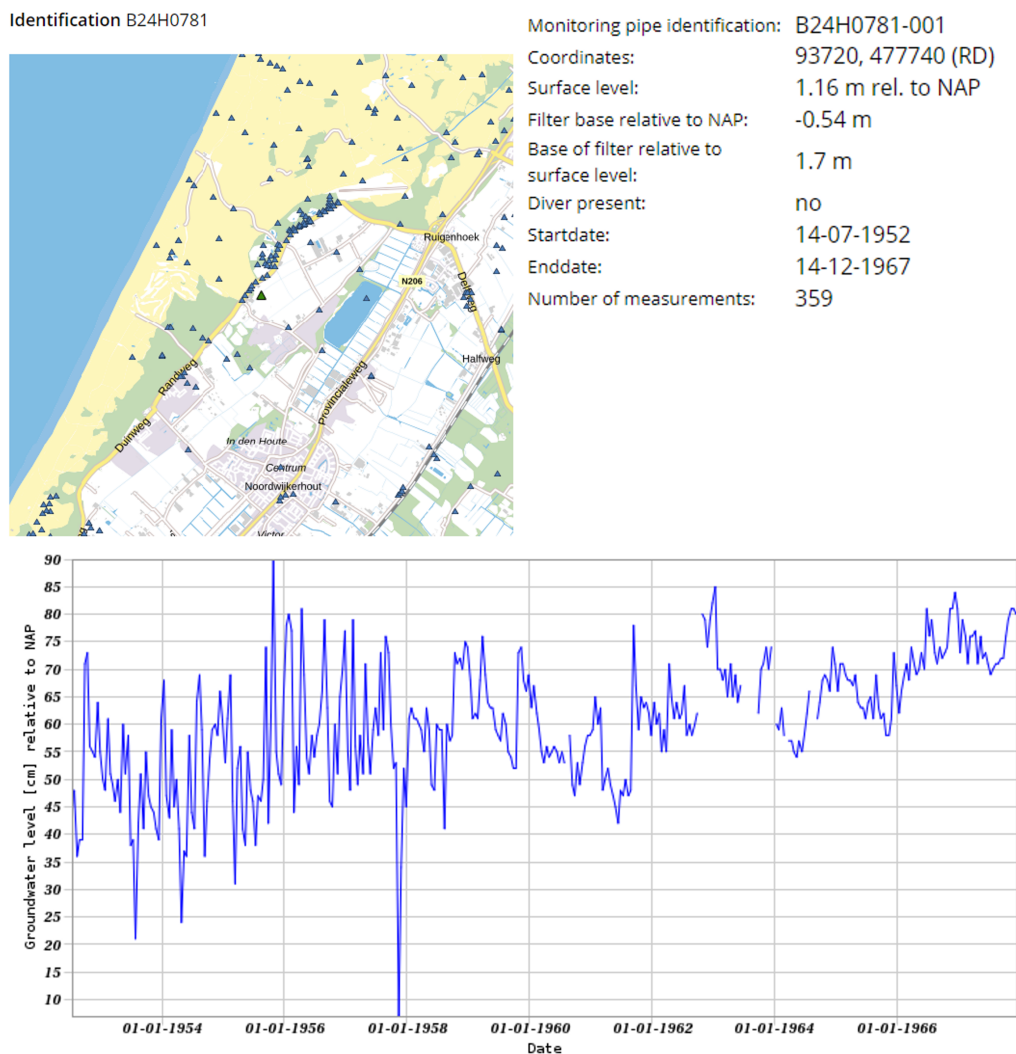 Identification B24H0781
Monitoring pipe identification: B24H0781-001
Coordinates: 93720, 477740 (RD)
Surface level: 1.16 m rel. to NAP
Filter base relative to NAP: -0.54 m
Base of filter relative to
surface level: 1.7 m
Diver present: no
Startdate: 14-07-1952
Enddate: 14-12-1967
Number of measurements: 359
Ruigenhoek
N206
Delfweg
Halfweg
Randweg
Provincialeweg
Duinweg
In den Houte
Centrum
Noordwijkerhout
Victor
Groundwater level [cm] relative to NAP
90
85
80
75
70
65
60
55
50
45
40
35
30
25
20
15
10
01-01-1954 01-01-1956 01-01-1958 01-01-1960 01-01-1962 01-01-1964 01-01-1966
Date